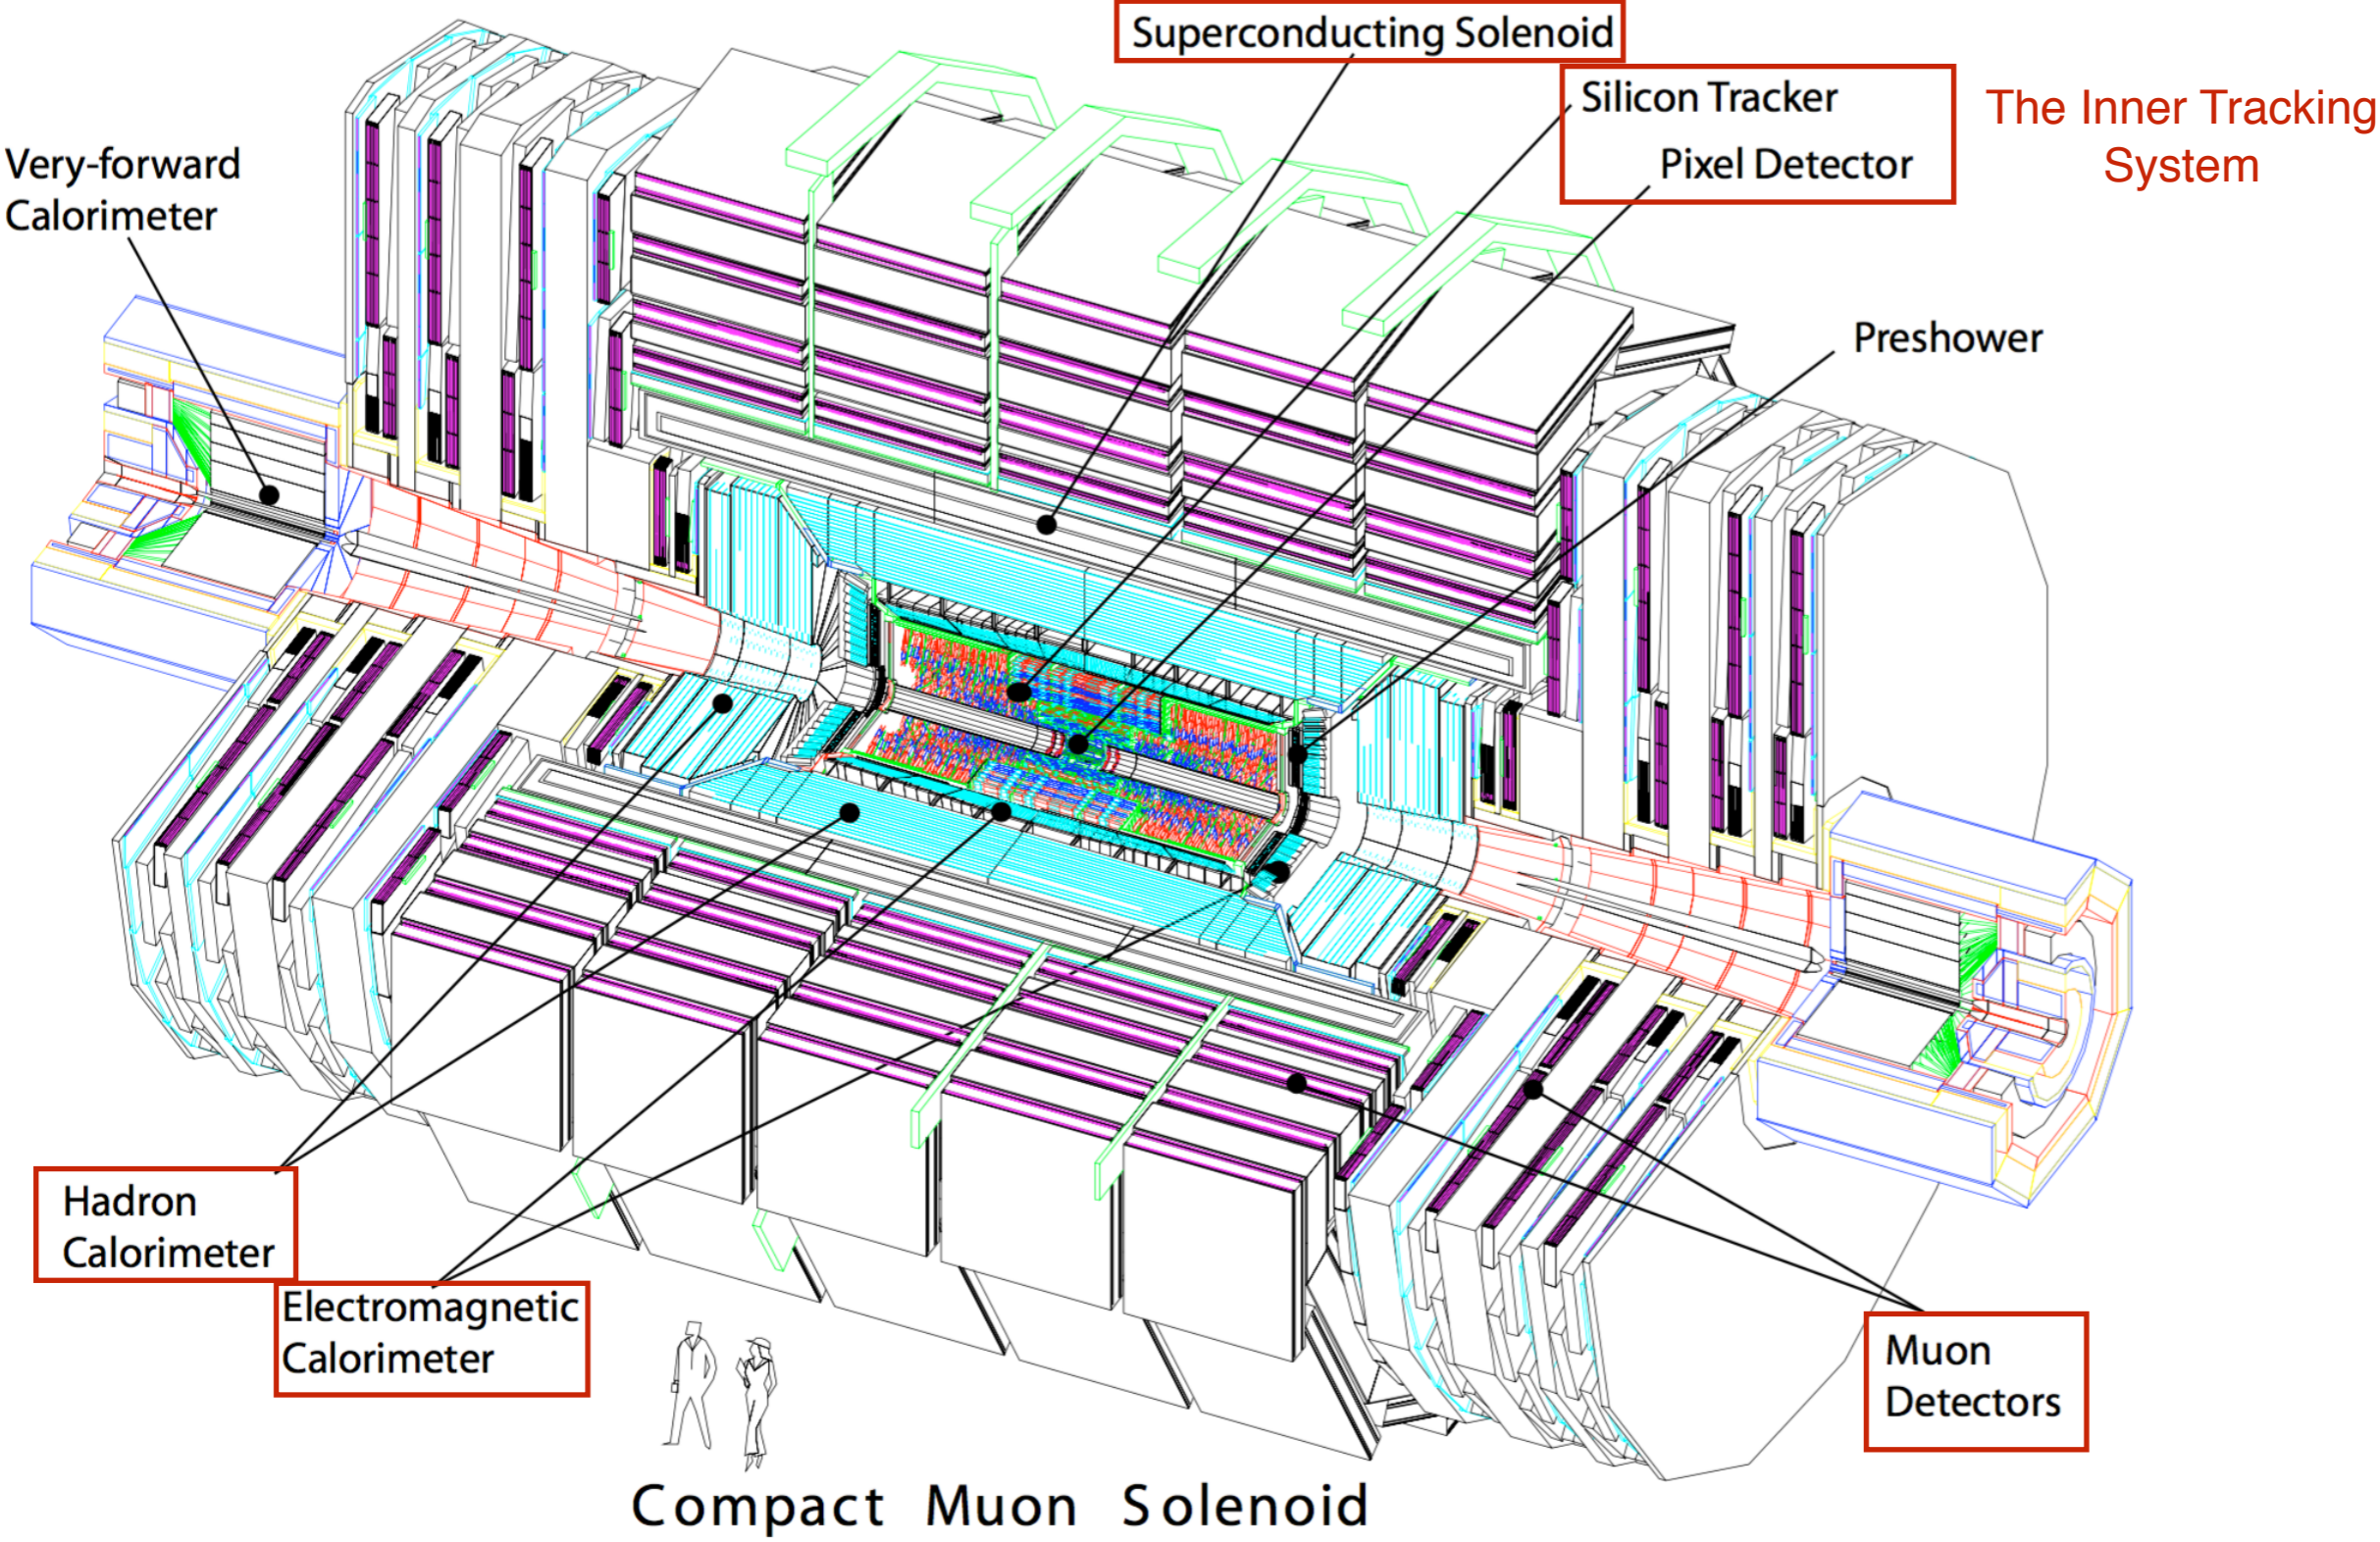 Superconducting Solenoid
Silicon Tracker
Pixel Detector
The Inner Tracking
System
Very-forward
Calorimeter
Preshower
Hadron
Calorimeter
Electromagnetic
Calorimeter
Muon
Detectors
Compact Muon Solenoid